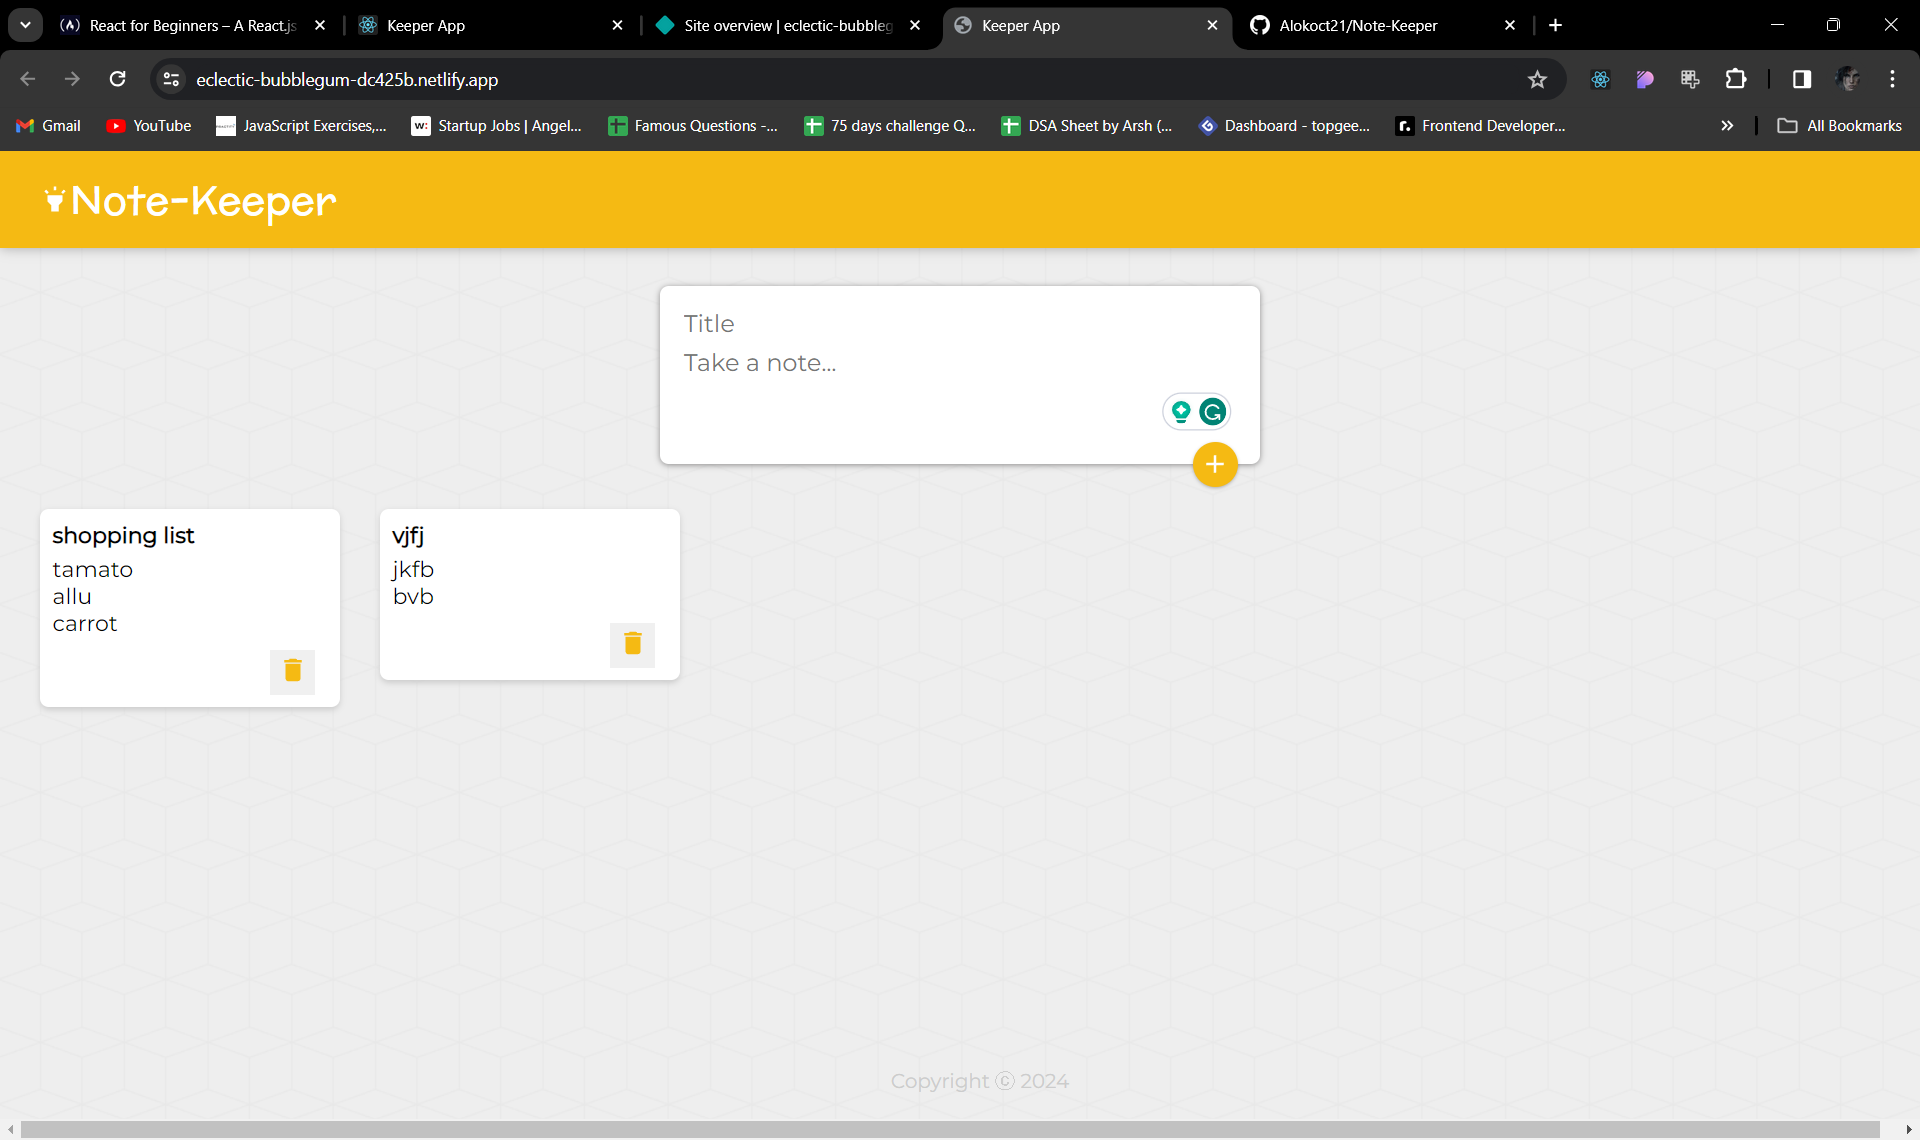 React for Beginners – A React.js
Keeper App
Site overview | eclectic-bubbleg
Keeper App
Alokoct21/Note-Keeper
eclectic-bubblegum-dc425b.netlify.app
Gmail
YouTube
JavaScript Exercises,...
w:
Startup Jobs | Angel...
Famous Questions -...
75 days challenge Q...
DSA Sheet by Arsh (...
Dashboard - topgee...
r.
Frontend Developer...
All Bookmarks
Note-Keeper
Title
Take a note...
shopping list
tamato
allu
carrot
vjfj
jkfb
bvb
Copyright ⓒ 2024